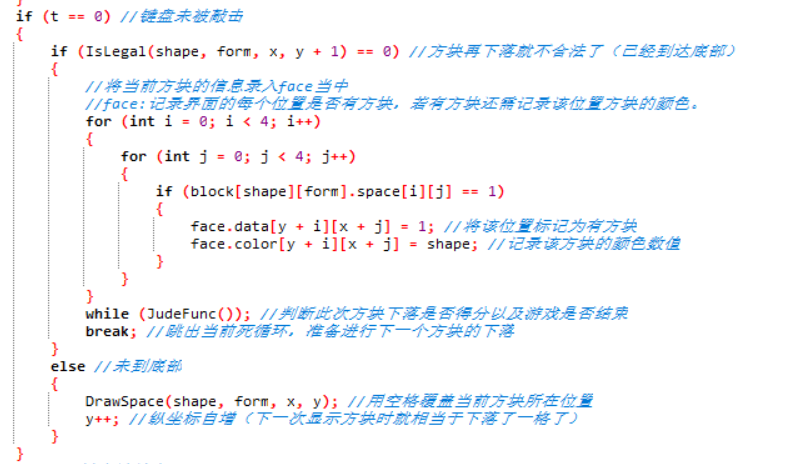 if (t == 0) //键盘未被敲击
{
if (IsLegal(shape, form, x, y + 1) == 0) //方块再下落就不合法了（已经到达底部）
{
//将当前方块的信息录入face当中
//face:记录界面的每个位置是否有方块，若有方块还需记录该位置方块的颜色。
for (int i = 0; i < 4; i++)
{
for (int j = 0; j < 4; j++)
{
if (block[shape][form].space[i][j] == 1)
{
face.data[y + i][x + j] = 1; //将该位置标记为有方块
face.color[y + i][x + j] = shape; //记录该方块的颜色数值
}
}
}
while (JudeFunc()); //判断此次方块下落是否得分以及游戏是否结束
break; //跳出当前死循环，准备进行下一个方块的下落
}
else //未到底部
{
DrawSpace(shape, form, x, y); //用空格覆盖当前方块所在位置
y++; //纵坐标自增（下一次显示方块时就相当于下落了一格了）
}
}